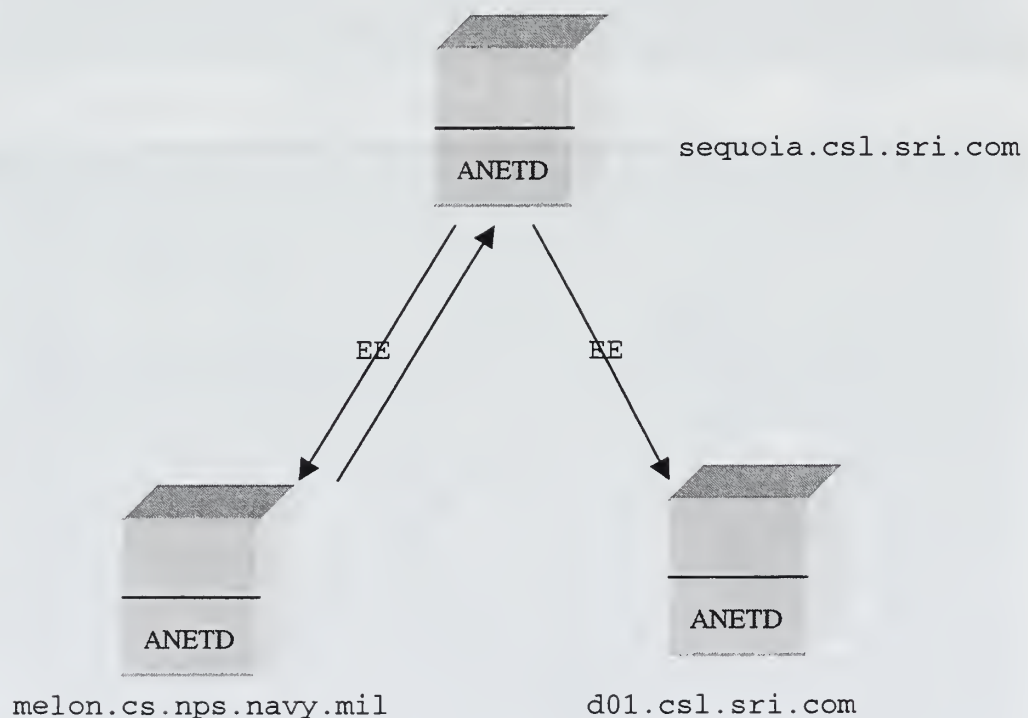 sequoia.csl.sri.com
ANETD
EE
EE
ANETD
ANETD
melon.cs.nps.navy.mil
d01.csl.sri.com